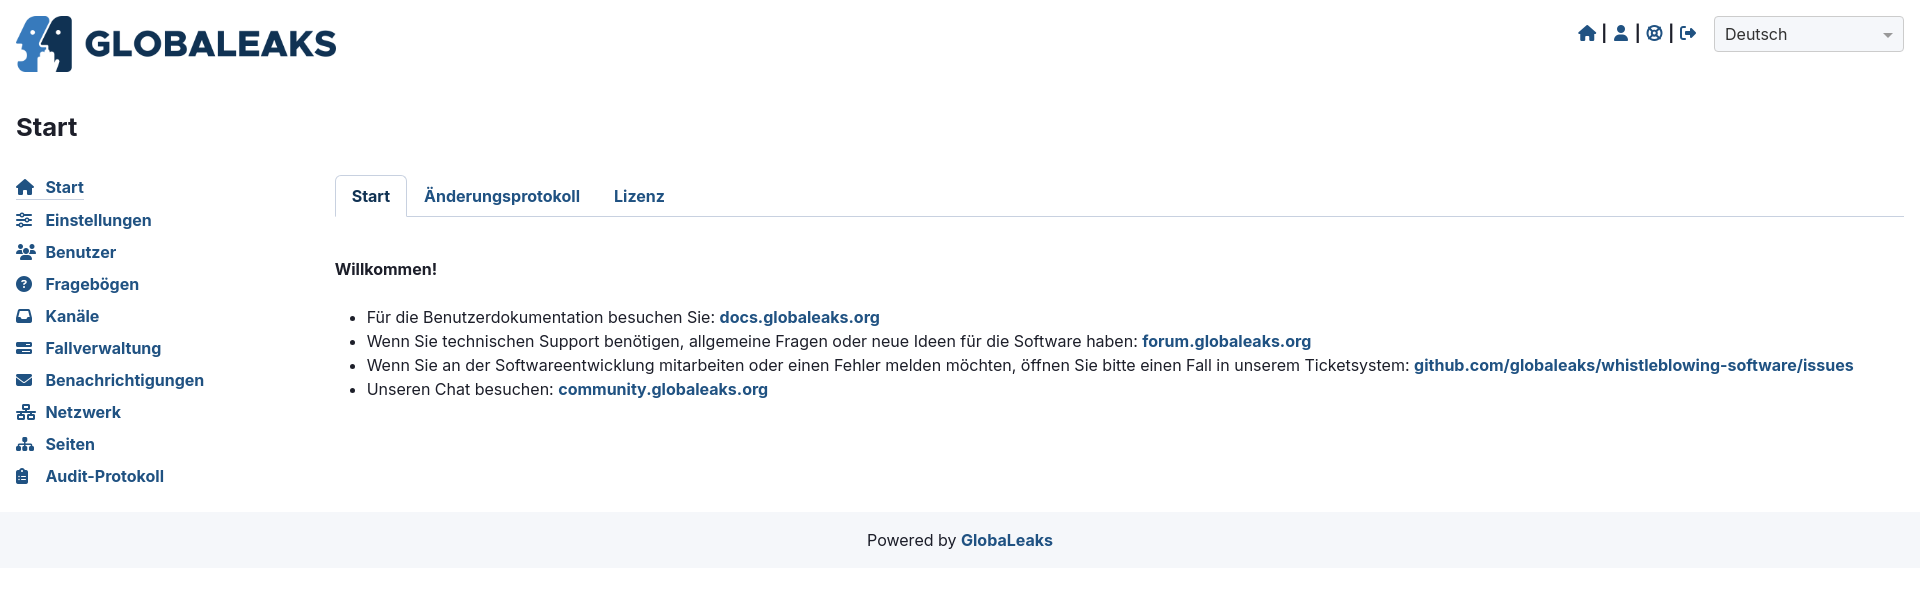 GLOBALEAKS
Deutsch
Start
Start
Einstellungen
Benutzer
Fragebögen
Kanäle
Fallverwaltung
Benachrichtigungen
Netzwerk
Seiten
Audit-Protokoll
Start Änderungsprotokoll Lizenz
Willkommen!
Für die Benutzerdokumentation besuchen Sie: docs.globaleaks.org
Wenn Sie technischen Support benötigen, allgemeine Fragen oder neue Ideen für die Software haben: forum.globaleaks.org
Wenn Sie an der Softwareentwicklung mitarbeiten oder einen Fehler melden möchten, öffnen Sie bitte einen Fall in unserem Ticketsystem: github.com/globaleaks/whistleblowing-software/issues
Unseren Chat besuchen: community.globaleaks.org
Powered by GlobaLeaks